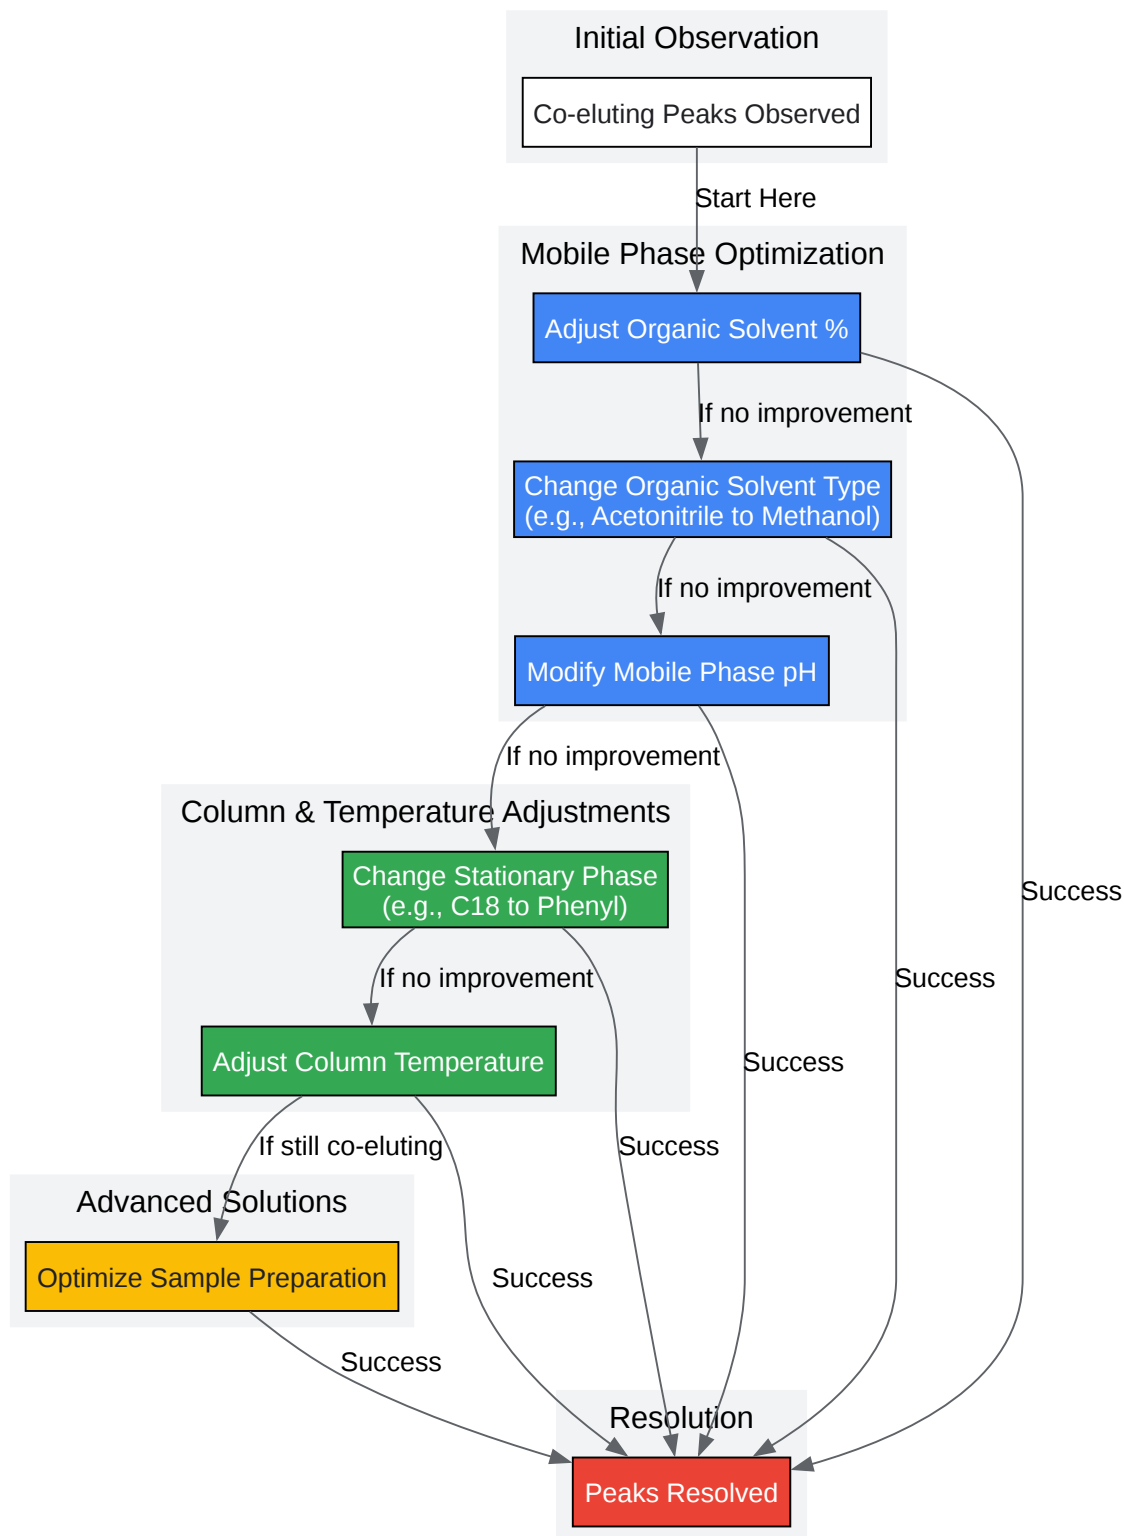 Initial Observation
Co-eluting Peaks Observed
Start Here
Mobile Phase Optimization
Adjust Organic Solvent %
If no improvement
Change Organic Solvent Type
(e.g., Acetonitrile to Methanol)
If no improvement
Modify Mobile Phase pH
If no improvement
Column & Temperature Adjustments
Change Stationary Phase
(e.g., C18 to Phenyl)
Success
If no improvement
Success
Adjust Column Temperature
Success
If still co-eluting
Success
Advanced Solutions
Optimize Sample Preparation
Success
Success
Resolution
Peaks Resolved